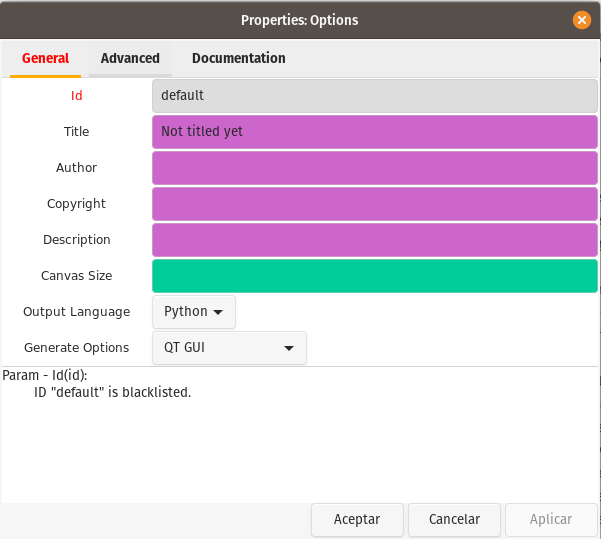 Properties: Options
General Advanced Documentation
Id default
Title Not titled yet
Author
Copyright
Description
Canvas Size
Output Language Python
Generate Options QT GUI
Param - Id(id):
ID "default" is blacklisted.
Aceptar Cancelar Aplicar